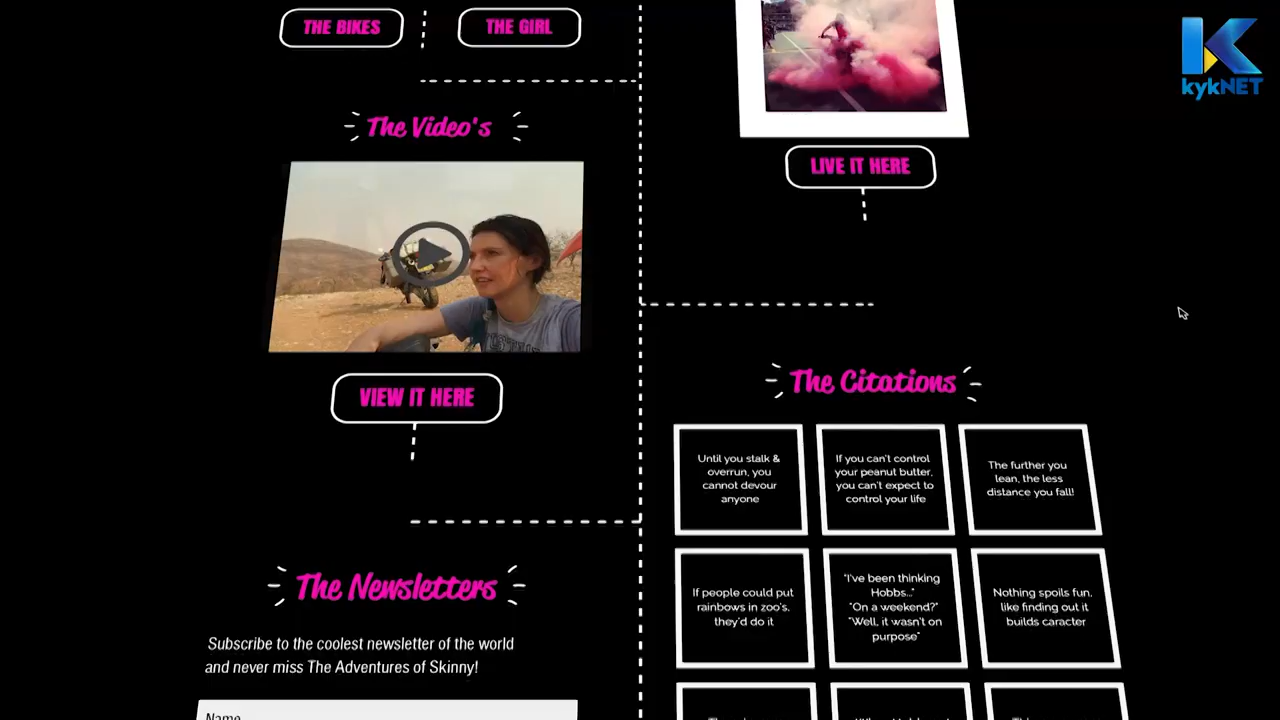 THE BIKES
THE GIRL
kykNET
The Video's
LIVE IT HERE
VIEW IT HERE
The Citations
Until you stalk &
overrun, you
cannot devour
anyone
If you can't control
your peanut butter,
you can't expect to
control your life
The further you
lean, the less
distance you fall!
If people could put
rainbows in zoo's,
they'd do it
"I've been thinking
Hobbs..."
"On a weekend?"
"Well, it wasn't on
purpose"
Nothing spoils fun,
like finding out it
builds caracter
The Newsletters
Subscribe to the coolest newsletter of the world
and never miss The Adventures of Skinny!
Name